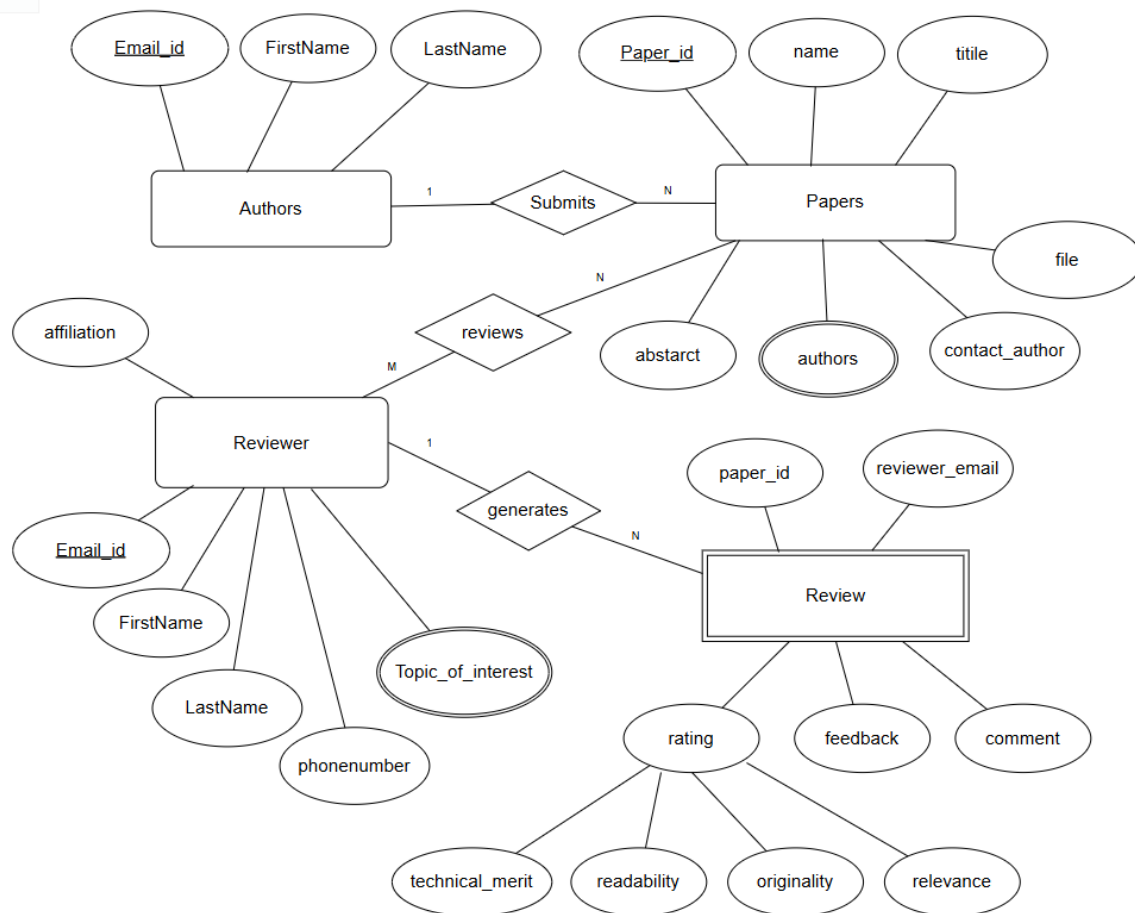 Email_id
FirstName
LastName
Paper_id
name
titile
Authors
1
Submits
N
Papers
file
affiliation
reviews
N
M
abstarct
authors
contact_author
Reviewer
1
generates
N
paper_id
reviewer_email
Email_id
FirstName
LastName
phonenumber
Topic_of_interest
Review
rating
feedback
comment
technical_merit
readability
originality
relevance